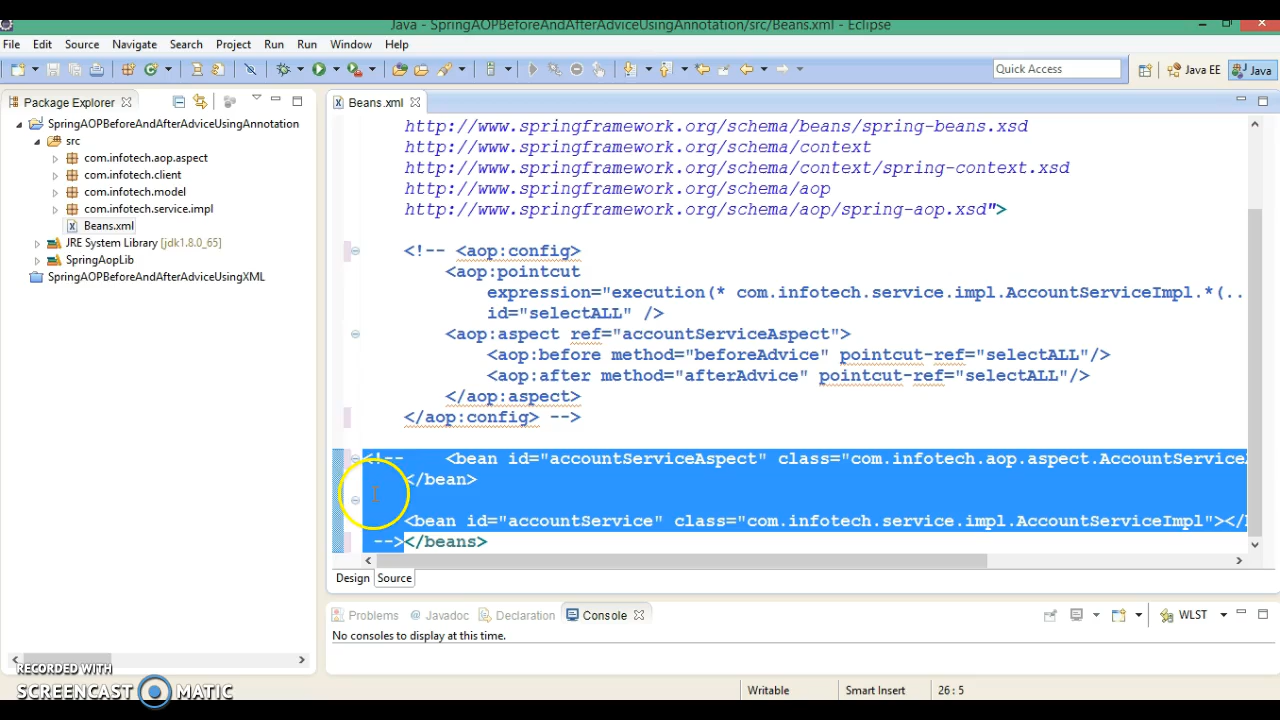 Java - SpringAOPBeforeAndAfterAdviceUsingAnnotation/src/Beans.xml - Eclipse
File Edit Source Navigate Search Project Run Run Window Help
Quick Access
Java EE
Java
Package Explorer
SpringAOPBeforeAndAfterAdviceUsingAnnotation
src
com.infotech.aop.aspect
com.infotech.client
com.infotech.model
com.infotech.service.impl
Beans.xml
JRE System Library [jdk1.8.0_65]
SpringAopLib
SpringAOPBeforeAndAfterAdviceUsingXML
Beans.xml
http://www.springframework.org/schema/beans/spring-beans.xsd
http://www.springframework.org/schema/context
http://www.springframework.org/schema/context/spring-context.xsd
http://www.springframework.org/schema/aop
http://www.springframework.org/schema/aop/spring-aop.xsd">
<!-- <aop:config>
<aop:pointcut
expression="execution(* com.infotech.service.impl.AccountServiceImpl.*(..
id="selectALL" />
<aop:aspect ref="accountServiceAspect">
<aop:before method="beforeAdvice" pointcut-ref="selectALL"/>
<aop:after method="afterAdvice" pointcut-ref="selectALL"/>
</aop:aspect>
</aop:config> -->
<!-- <bean id="accountServiceAspect" class="com.infotech.aop.aspect.AccountService
</bean>
<bean id="accountService" class="com.infotech.service.impl.AccountServiceImpl"></
--></beans>
Design Source
Problems @ Javadoc Declaration Console
WLST
No consoles to display at this time.
RECORDED WITH
SCREENCAST MATIC
Writable
Smart Insert
26 : 5